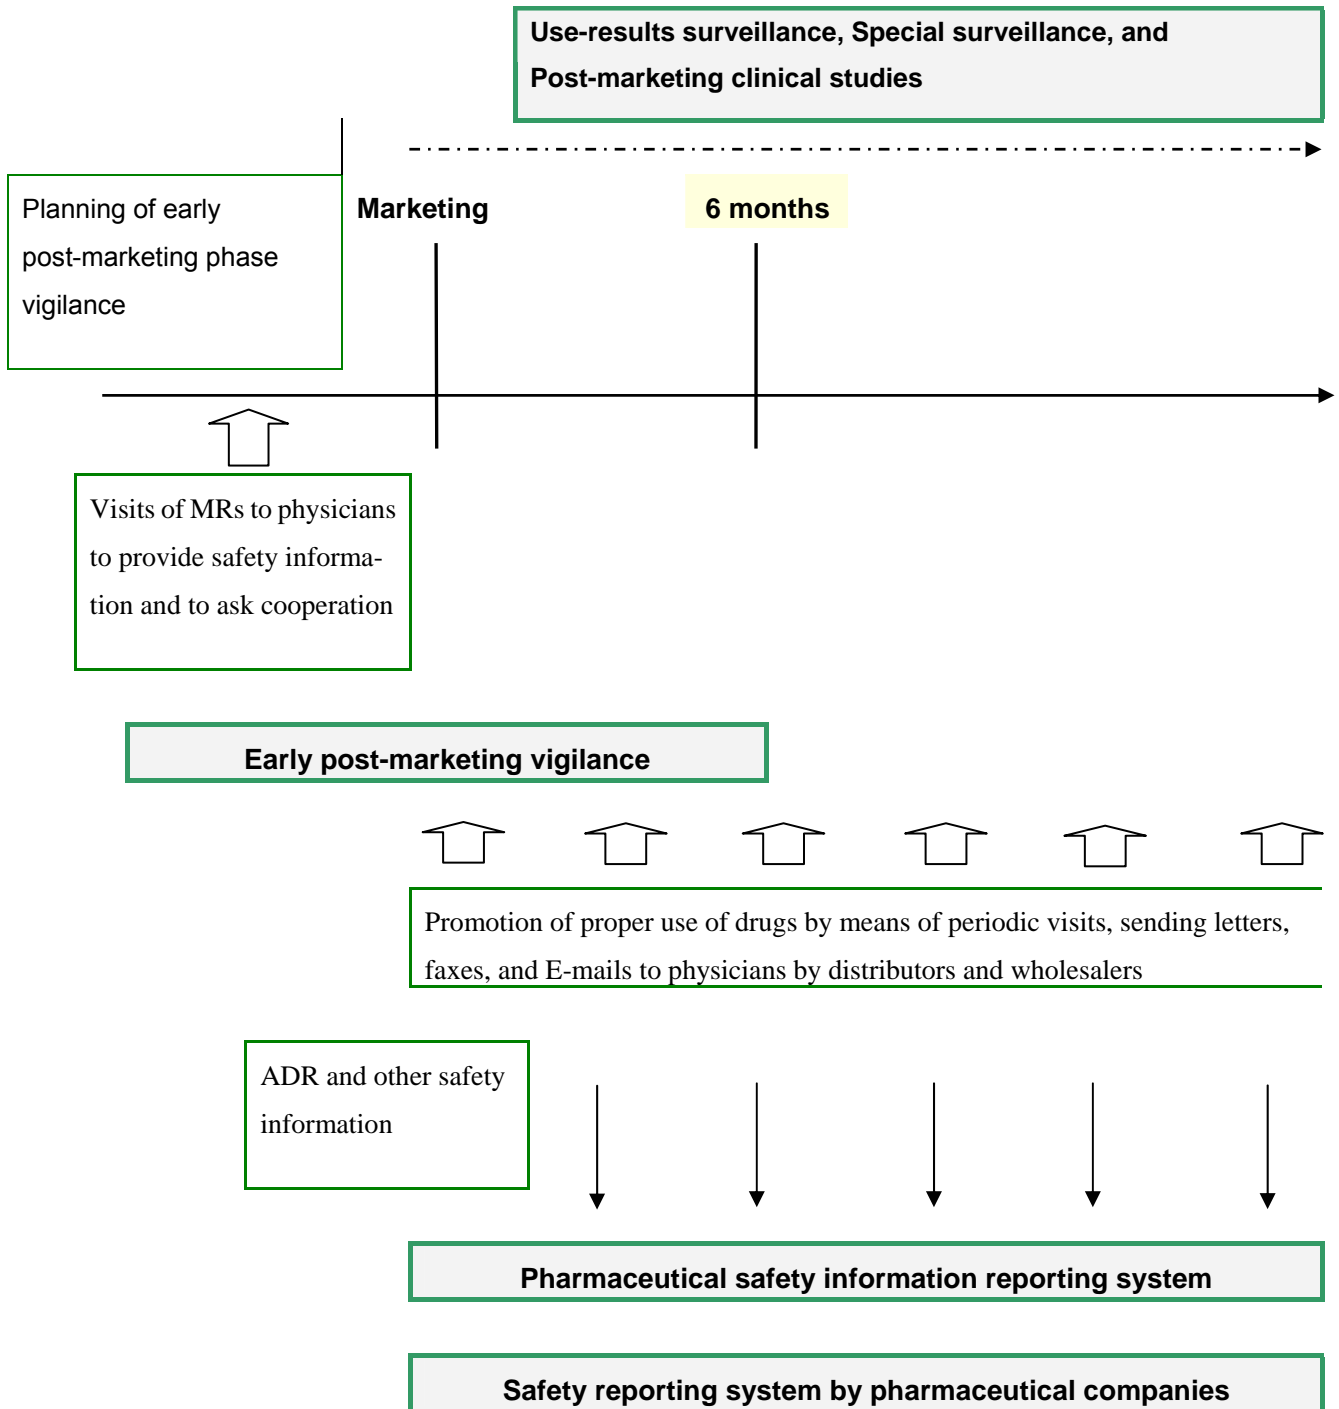 Use-results surveillance, Special surveillance, and
Post-marketing clinical studies
Planning of early
post-marketing phase
vigilance
Marketing
6 months
Visits of MRs to physicians
to provide safety informa-
tion and to ask cooperation
Early post-marketing vigilance
Promotion of proper use of drugs by means of periodic visits, sending letters,
faxes, and E-mails to physicians by distributors and wholesalers
ADR and other safety
information
Pharmaceutical safety information reporting system
Safety reporting system by pharmaceutical companies